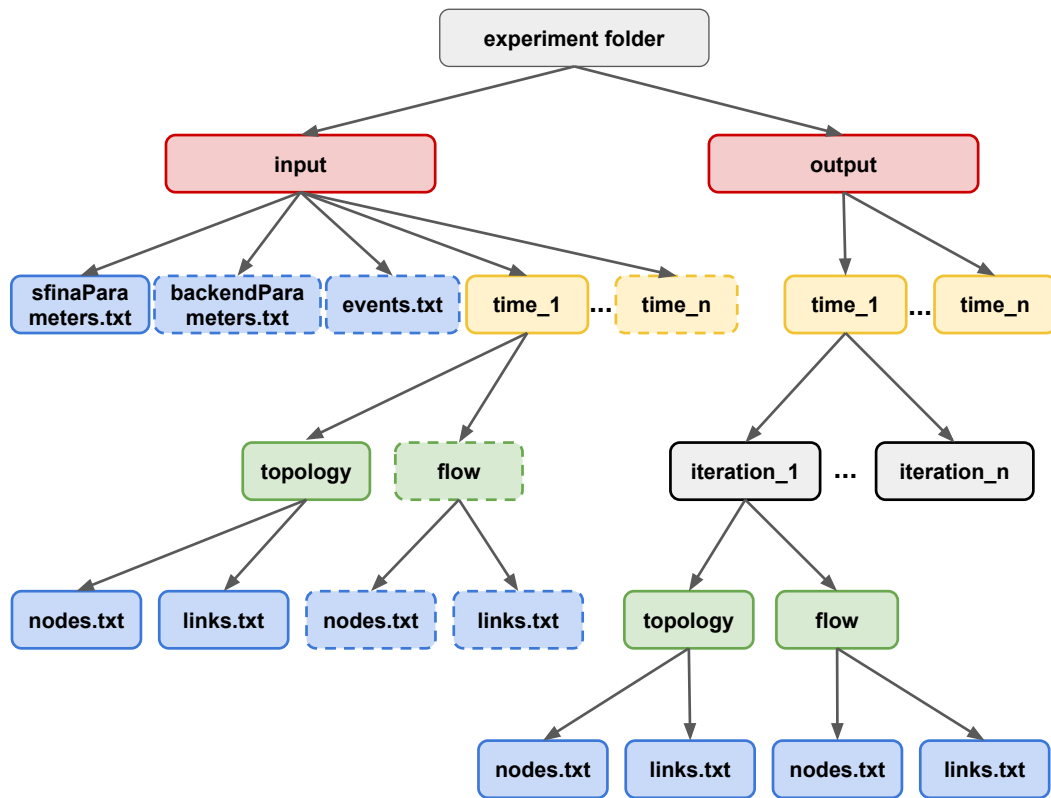 experiment folder
input
output
sfinaPara
meters.txt
backendPara
meters.txt
events.txt
time_1
...
time_n
time_1
...
time_n
topology
flow
iteration_1
...
iteration_n
nodes.txt
links.txt
nodes.txt
links.txt
topology
flow
nodes.txt
links.txt
nodes.txt
links.txt